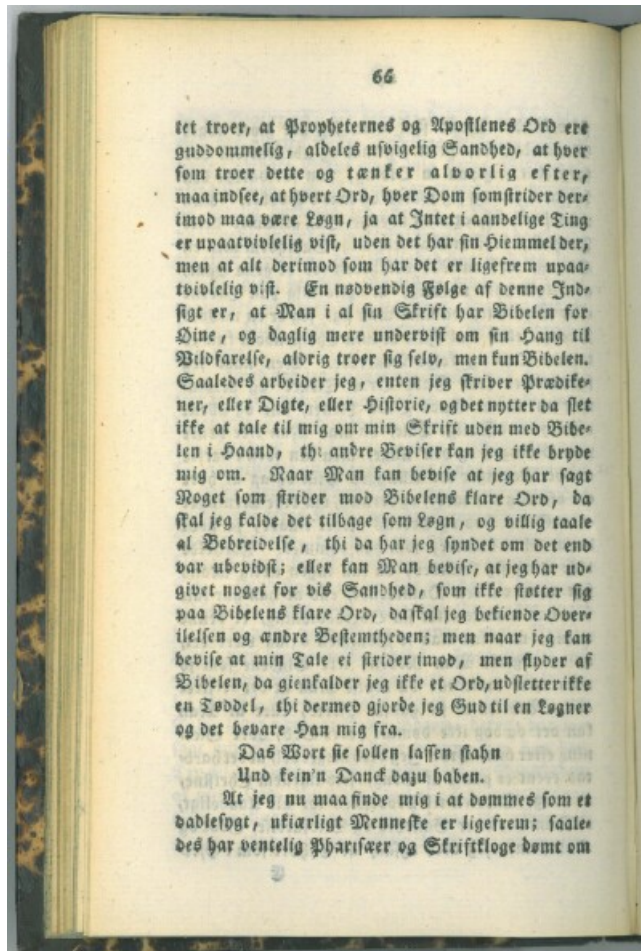 66
tet troer, at Propheternes og Apostlenes Ord ere
guddommelig, aldeles usvigelig Sandhed, at hver
som troer dette og tænker alvorlig efter,
maa indsee, at hvert Ord, hver Dom som strider der-
imod maa være Løgn, ja at Intet i aandelige Ting
er upaatvivlelig vist, uden det har sin Hiemmel der,
men at alt derimod som har det er ligefrem upaa-
tvivlelig vist. En nødvendig Følge af denne Ind-
sigt er, at Man i al sin Skrift har Bibelen for
Øine, og daglig mere underviist om sin Hang til
Vildfarelse, aldrig troer sig selv, men kun Bibelen.
Saaledes arbeider jeg, enten jeg skriver Prædike-
ner, eller Digte, eller Historie, og det nytter da slet
ikke at tale til mig om min Skrift uden med Bibe-
len i Haand, thi andre Beviser kan jeg ikke bryde
mig om. Naar Man kan bevise at jeg har sagt
Noget som strider mod Bibelens klare Ord, da
skal jeg kalde det tilbage som Løgn, og villig taale
al Bebreidelse, thi da har jeg syndet om det end
var ubevidst; eller kan Man bevise, at jeg har ud-
givet noget for vis Sandhed, som ikke støtter sig
paa Bibelens klare Ord, da skal jeg bekiende Over-
ilelsen og ændre Bestemtheden; men naar jeg kan
bevise at min Tale ei strider imod, men flyder af
Bibelen, da gienkalder jeg ikke et Ord, udsletter ikke
en Tøddel, thi dermed gjorde jeg Gud til en Løgner
og det bevare Han mig fra.
Das Wort sie sollen lassen stahn
Und kein'n Danck dazu haben.
At jeg nu maa finde mig i at dømmes som et
dadlesygt, ukiærligt Menneske er ligefrem; saale-
des har ventelig Pharisæer og Skriftkloge dømt om